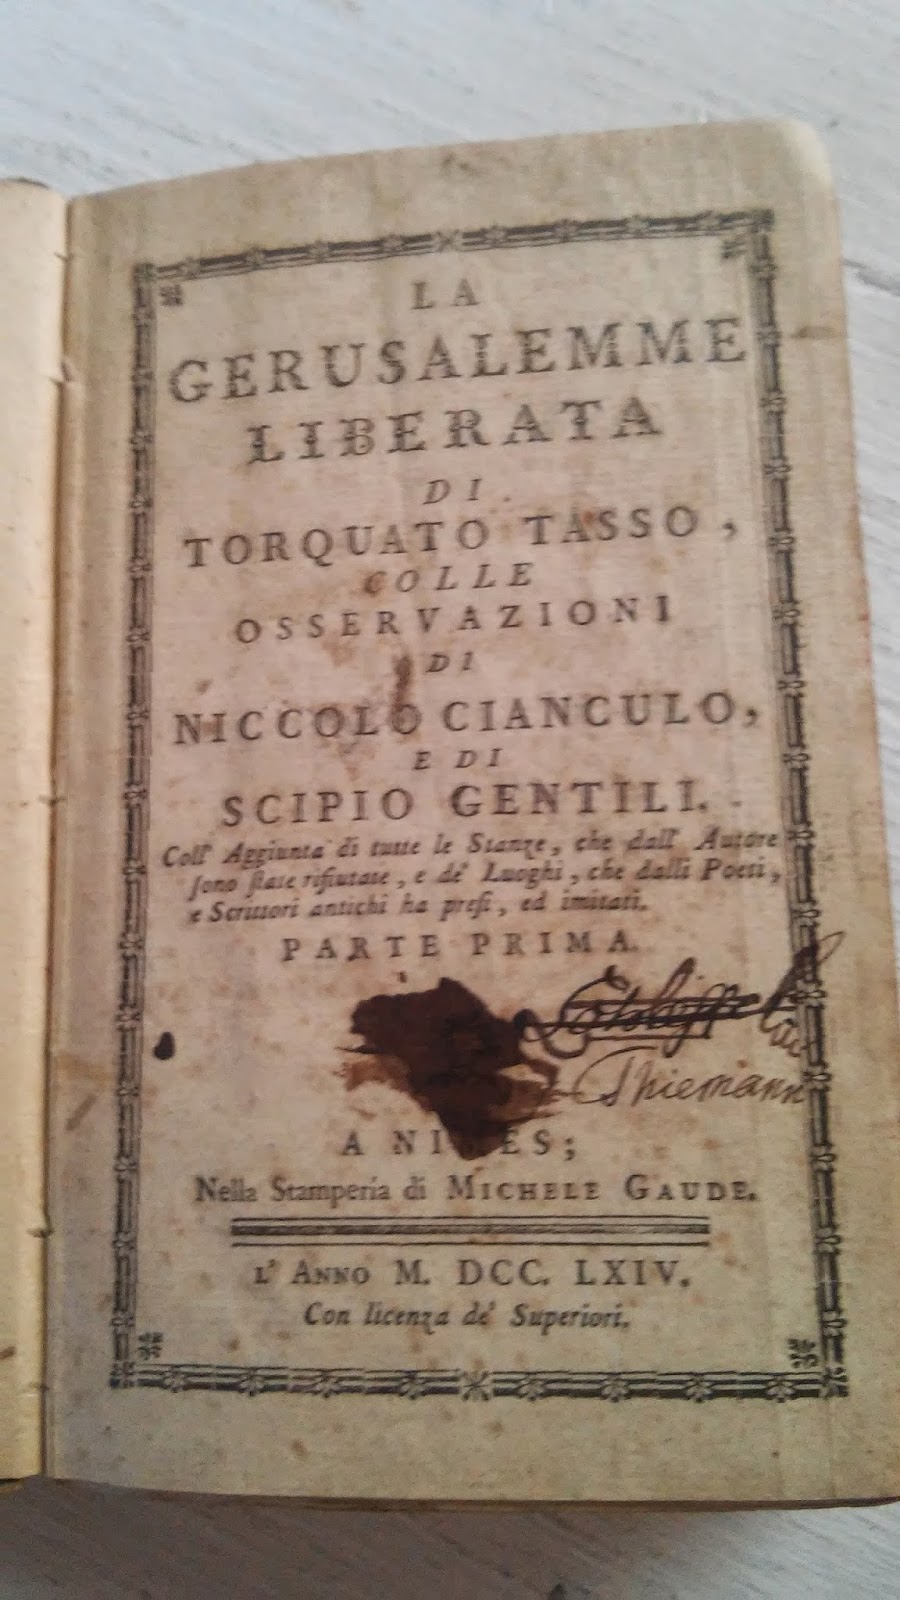 LA
GERUSALEMME
LIBERATA
DI
TORQUATO TASSO,
COLLE
OSSERVAZIONI
DI
NICCOLO CIANCULO,
E DI
SCIPIO GENTILI.
Coll' Aggiunta di tutte le Stanze, che dall' Autore
sono state rifiutate, e de' Luoghi, che dalli Poeti,
e Scrittori antichi ha presi, ed imitati.
PARTE PRIMA.
Thiemann
A
Nella Stamperia di MICHELE GAUDE.
L' ANNO M. DCC. LXIV.
Con licenza de' Superiori.